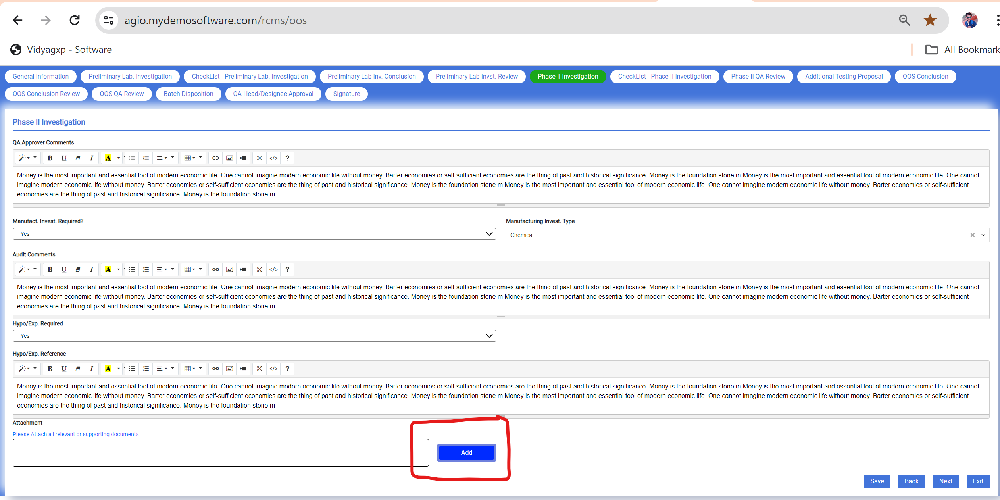 agio.mydemosoftware.com/rcms/oos
Vidyagxp - Software
All Bookmark
General Information Preliminary Lab. Investigation CheckList - Preliminary Lab. Investigation Preliminary Lab Inv. Conclusion Preliminary Lab Invst. Review Phase II Investigation CheckList - Phase II Investigation Phase II QA Review Additional Testing Proposal OOS Conclusion
OOS Conclusion Review OOS QA Review Batch Disposition QA Head/Designee Approval Signature
Phase II Investigation
QA Approver Comments
B U I A </> ?
Money is the most important and essential tool of modern economic life. One cannot imagine modern economic life without money. Barter economies or self-sufficient economies are the thing of past and historical significance. Money is the foundation stone m Money is the most important and essential tool of modern economic life. One cannot
imagine modern economic life without money. Barter economies or self-sufficient economies are the thing of past and historical significance. Money is the foundation stone m Money is the most important and essential tool of modern economic life. One cannot imagine modern economic life without money. Barter economies or self-sufficient
economies are the thing of past and historical significance. Money is the foundation stone m
Manufact. Invest. Required? Manufacturing Invest. Type
Yes Chemical
Audit Comments
B U I A </> ?
Money is the most important and essential tool of modern economic life. One cannot imagine modern economic life without money. Barter economies or self-sufficient economies are the thing of past and historical significance. Money is the foundation stone m Money is the most important and essential tool of modern economic life. One cannot
imagine modern economic life without money. Barter economies or self-sufficient economies are the thing of past and historical significance. Money is the foundation stone m Money is the most important and essential tool of modern economic life. One cannot imagine modern economic life without money. Barter economies or self-sufficient
economies are the thing of past and historical significance. Money is the foundation stone m
Hypo/Exp. Required
Yes
Hypo/Exp. Reference
B U I A </> ?
Money is the most important and essential tool of modern economic life. One cannot imagine modern economic life without money. Barter economies or self-sufficient economies are the thing of past and historical significance. Money is the foundation stone m Money is the most important and essential tool of modern economic life. One cannot
imagine modern economic life without money. Barter economies or self-sufficient economies are the thing of past and historical significance. Money is the foundation stone m Money is the most important and essential tool of modern economic life. One cannot imagine modern economic life without money. Barter economies or self-sufficient
economies are the thing of past and historical significance. Money is the foundation stone m
Attachment
Please Attach all relevant or supporting documents
Add
Save Back Next Exit